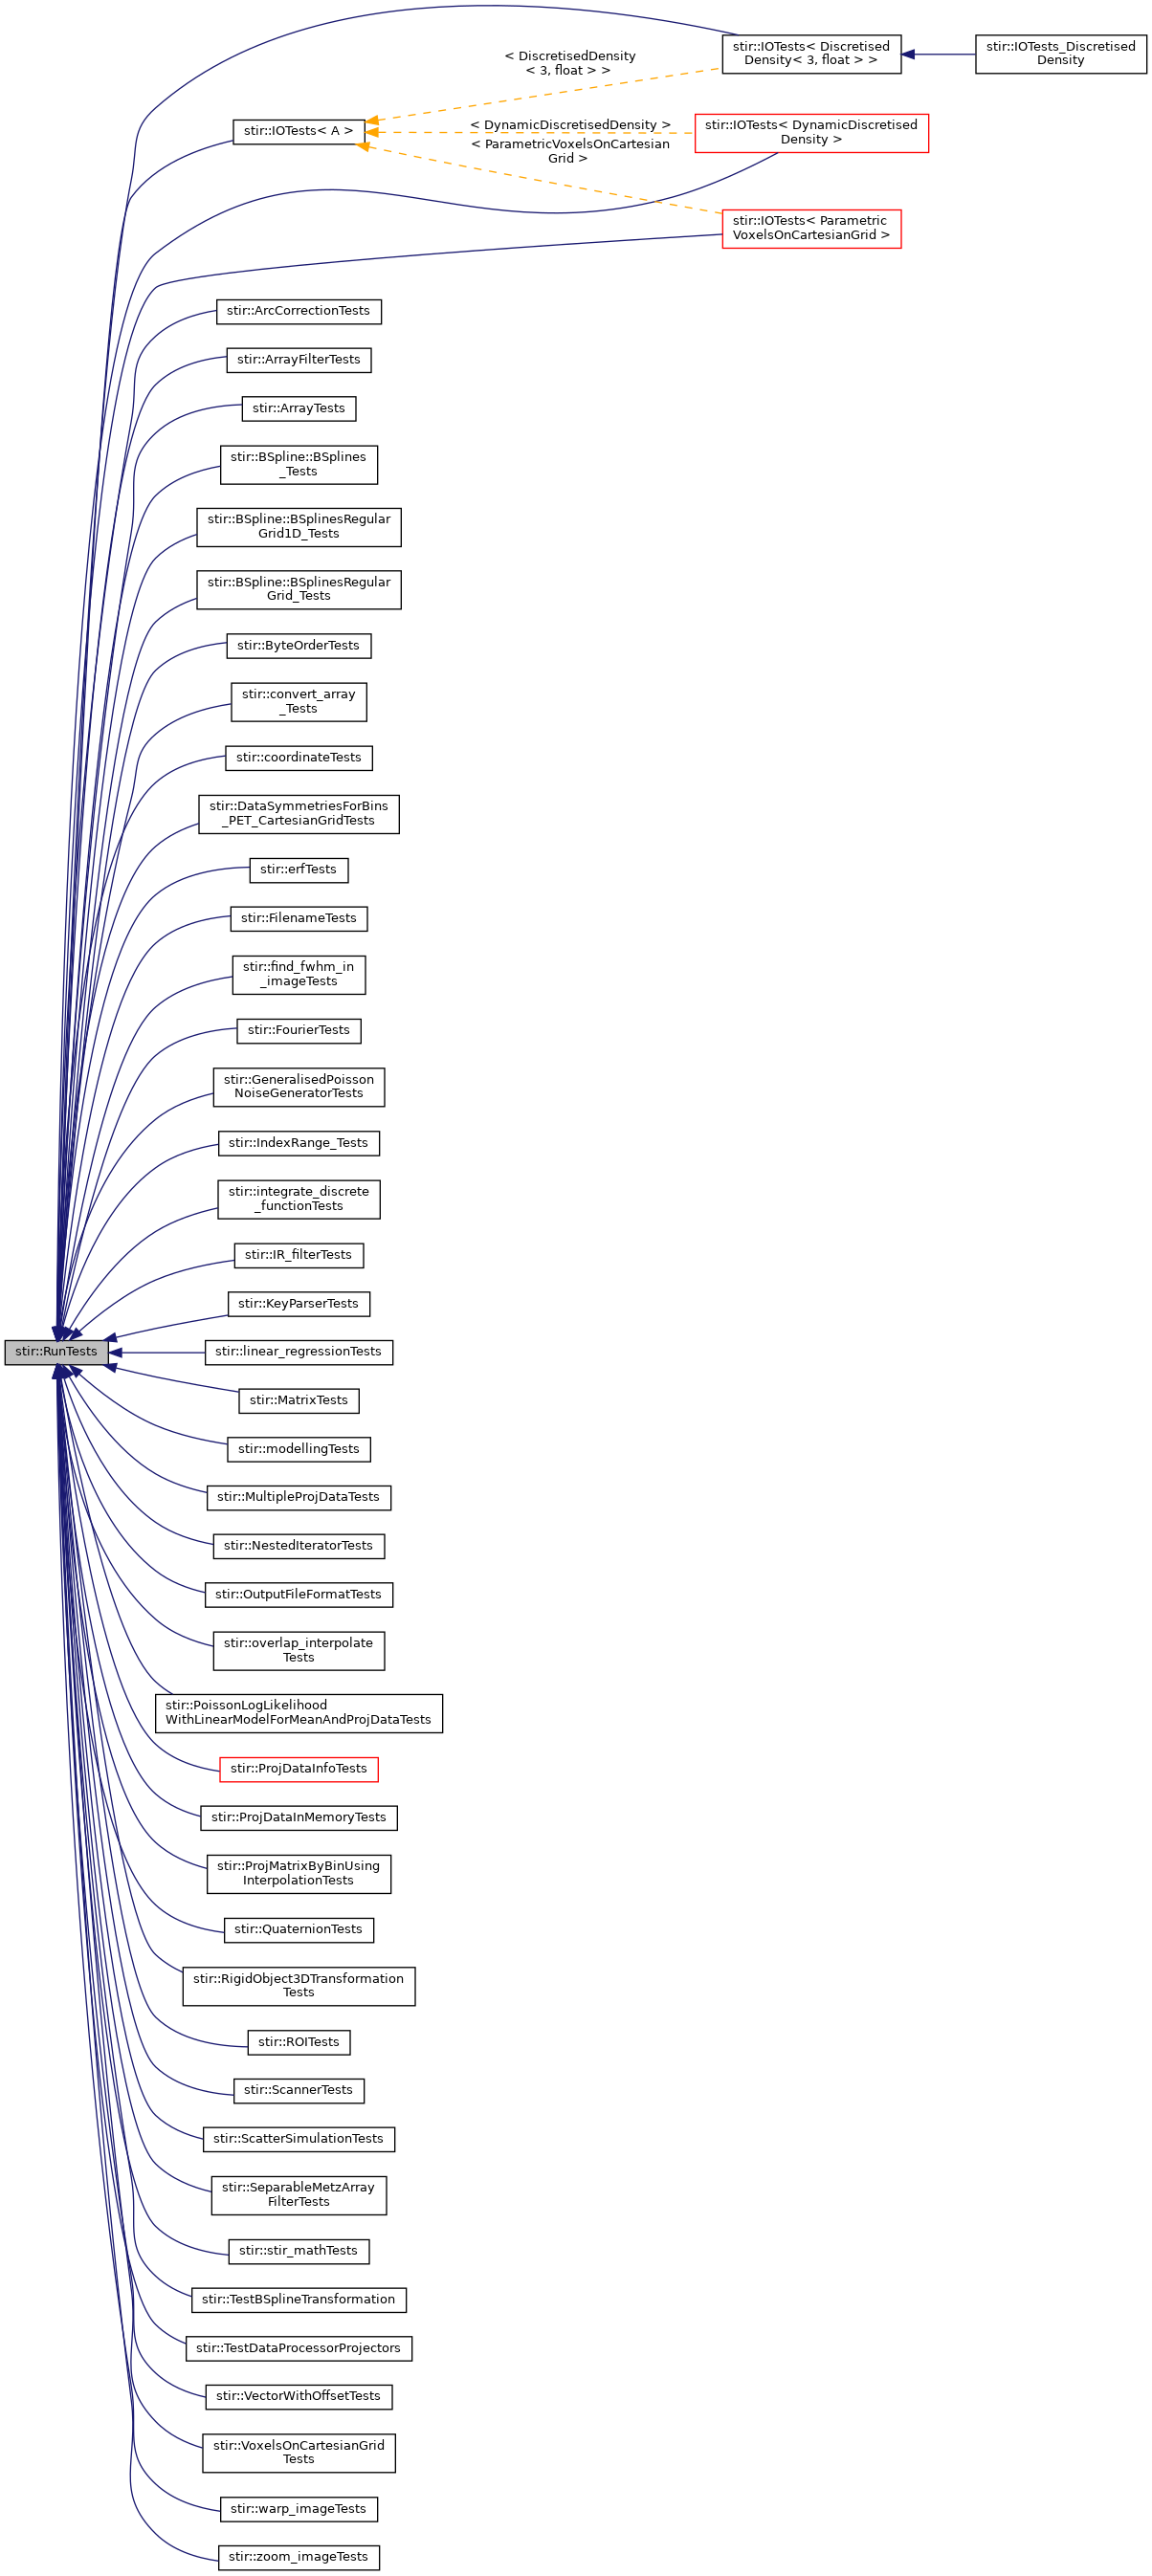 stir::IOTests< Discretised
Density< 3, float > >
stir::IOTests_Discretised
Density
< DiscretisedDensity
< 3, float > >
stir::IOTests< A >
< DynamicDiscretisedDensity >
stir::IOTests< DynamicDiscretised
Density >
< ParametricVoxelsOnCartesian
Grid >
stir::IOTests< Parametric
VoxelsOnCartesianGrid >
stir::ArcCorrectionTests
stir::ArrayFilterTests
stir::ArrayTests
stir::BSpline::BSplines
_Tests
stir::BSpline::BSplinesRegular
Grid1D_Tests
stir::BSpline::BSplinesRegular
Grid_Tests
stir::ByteOrderTests
stir::convert_array
_Tests
stir::coordinateTests
stir::DataSymmetriesForBins
_PET_CartesianGridTests
stir::erfTests
stir::FilenameTests
stir::find_fwhm_in
_imageTests
stir::FourierTests
stir::GeneralisedPoisson
NoiseGeneratorTests
stir::IndexRange_Tests
stir::integrate_discrete
_functionTests
stir::IR_filterTests
stir::KeyParserTests
stir::RunTests
stir::linear_regressionTests
stir::MatrixTests
stir::modellingTests
stir::MultipleProjDataTests
stir::NestedIteratorTests
stir::OutputFileFormatTests
stir::overlap_interpolate
Tests
stir::PoissonLogLikelihood
WithLinearModelForMeanAndProjDataTests
stir::ProjDataInfoTests
stir::ProjDataInMemoryTests
stir::ProjMatrixByBinUsing
InterpolationTests
stir::QuaternionTests
stir::RigidObject3DTransformation
Tests
stir::ROITests
stir::ScannerTests
stir::ScatterSimulationTests
stir::SeparableMetzArray
FilterTests
stir::stir_mathTests
stir::TestBSplineTransformation
stir::TestDataProcessorProjectors
stir::VectorWithOffsetTests
stir::VoxelsOnCartesianGrid
Tests
stir::warp_imageTests
stir::zoom_imageTests